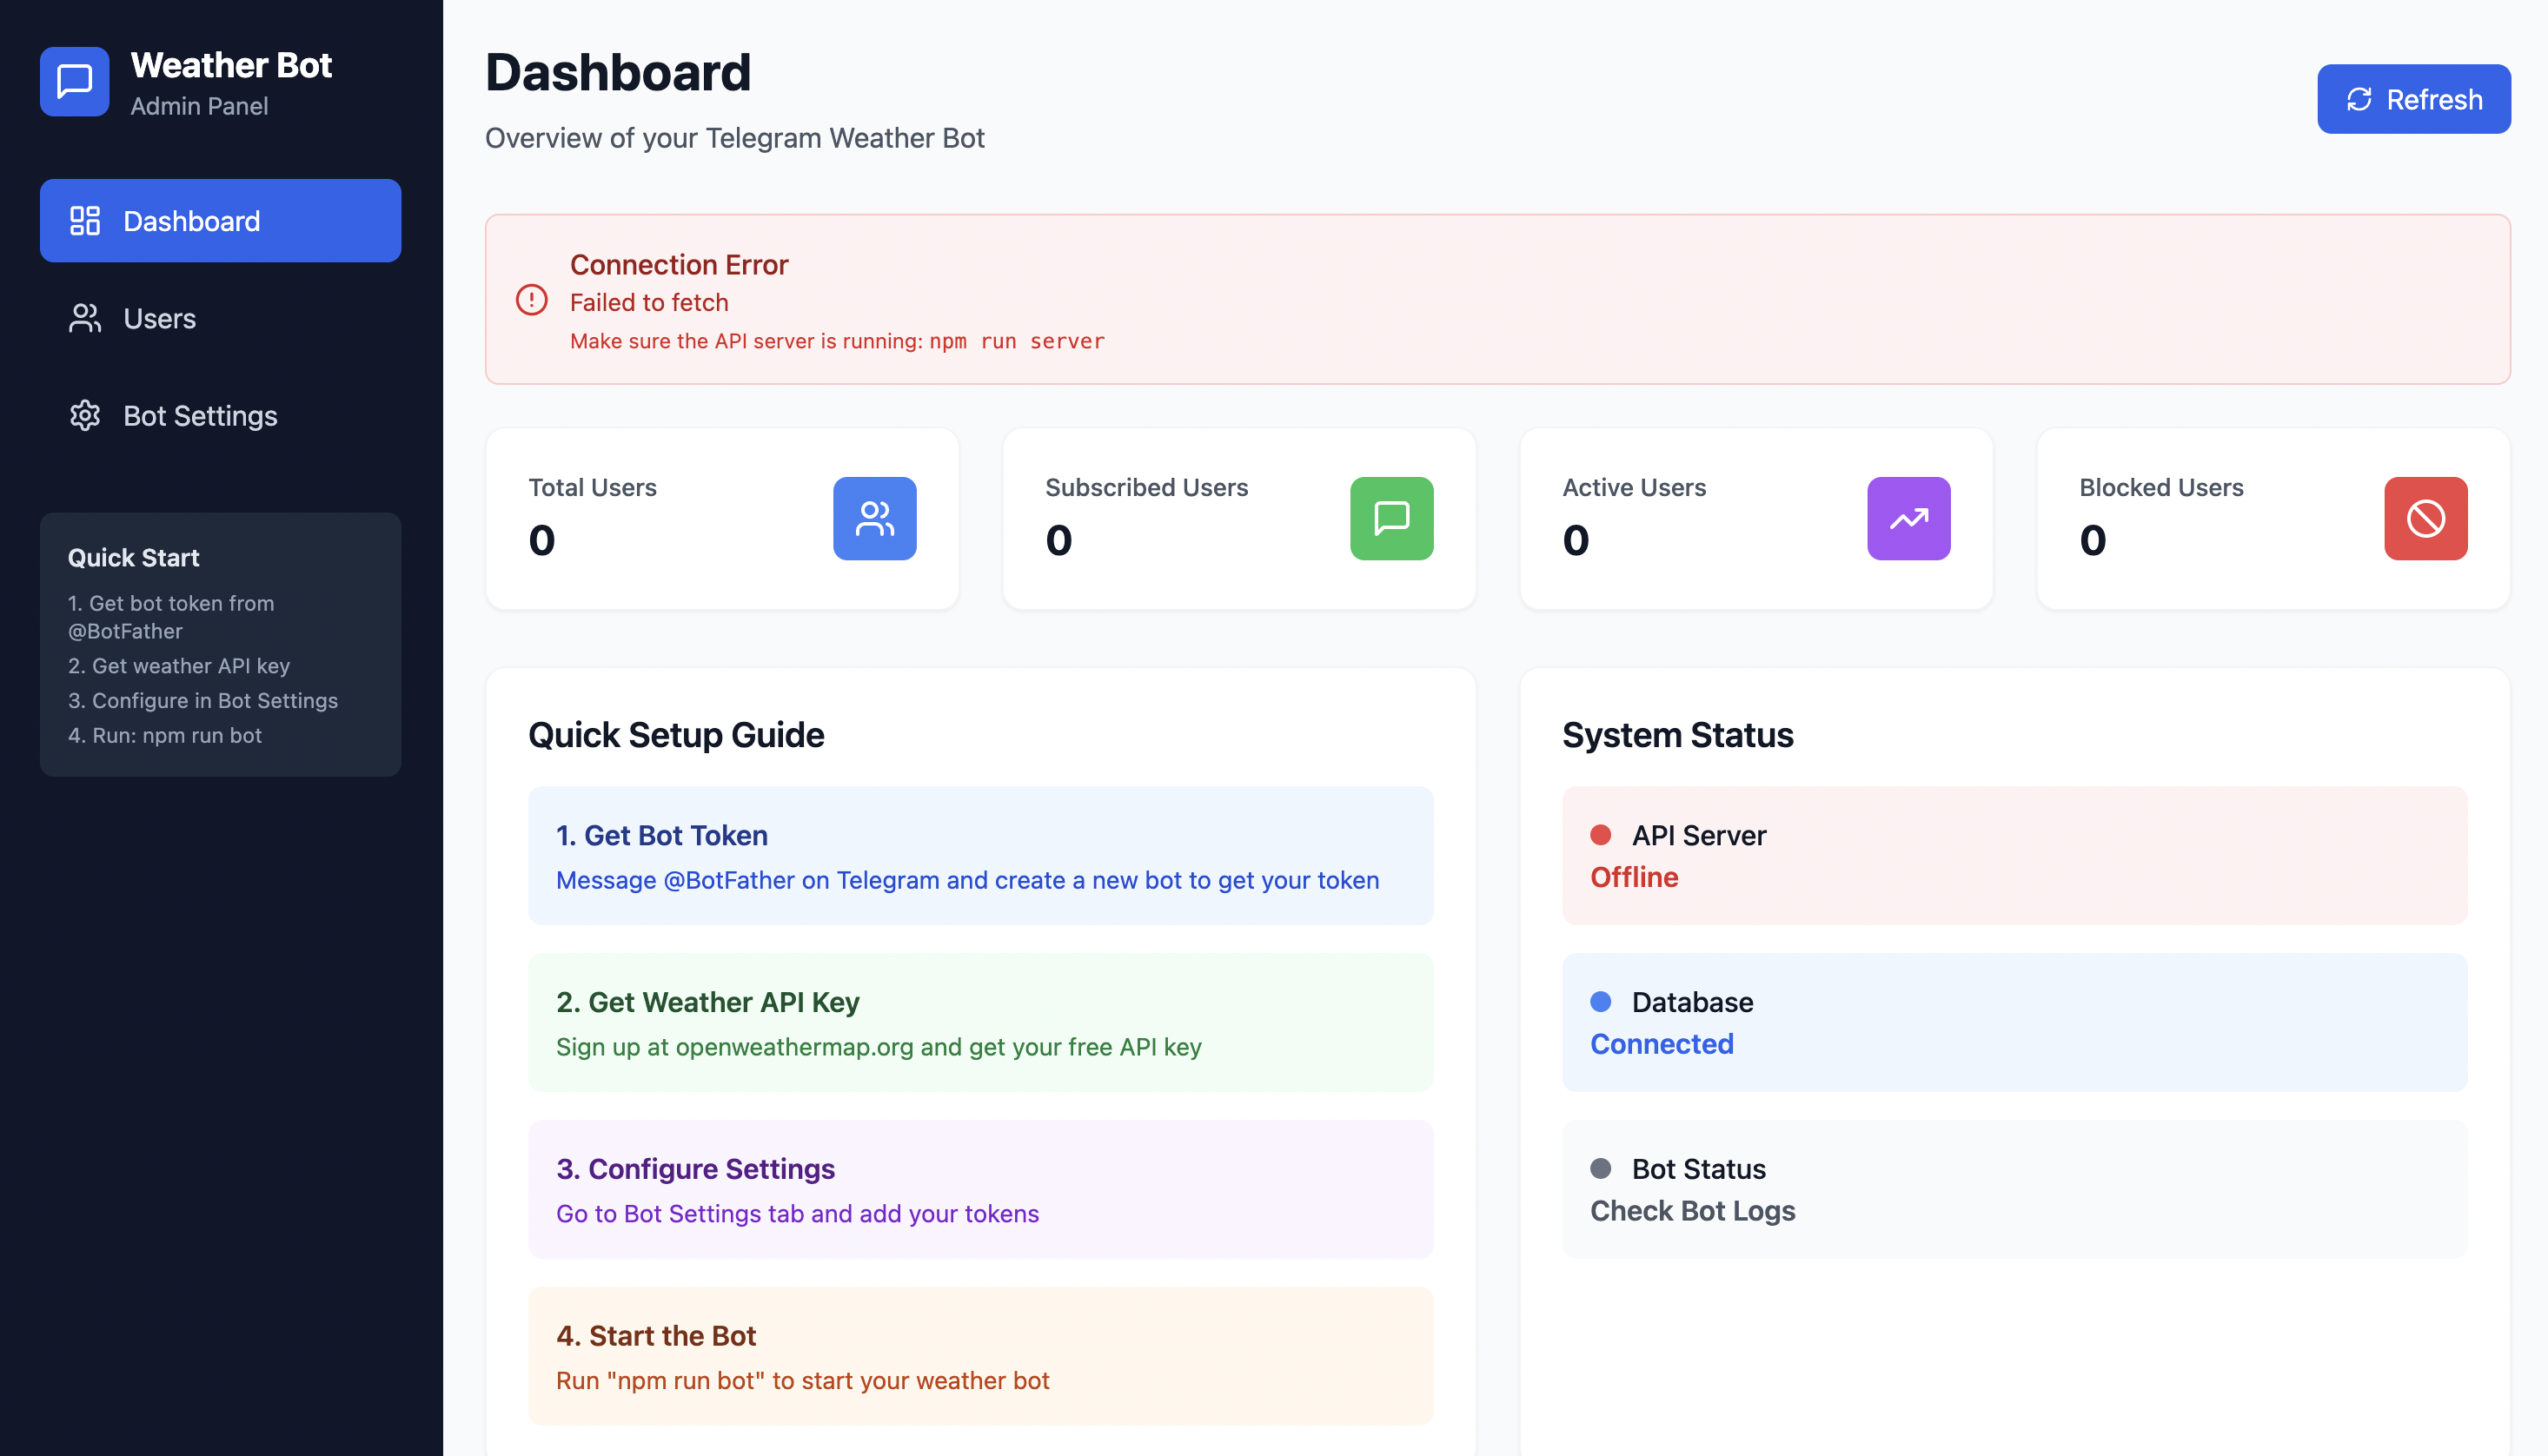 Weather Bot
Admin Panel
Dashboard
Users
Bot Settings
Quick Start
1. Get bot token from
@BotFather
2. Get weather API key
3. Configure in Bot Settings
4. Run: npm run bot
Dashboard
Overview of your Telegram Weather Bot
Refresh
Connection Error
Failed to fetch
Make sure the API server is running: npm run server
Total Users
0
Subscribed Users
0
Active Users
0
Blocked Users
0
Quick Setup Guide
1. Get Bot Token
Message @BotFather on Telegram and create a new bot to get your token
2. Get Weather API Key
Sign up at openweathermap.org and get your free API key
3. Configure Settings
Go to Bot Settings tab and add your tokens
4. Start the Bot
Run "npm run bot" to start your weather bot
System Status
API Server
Offline
Database
Connected
Bot Status
Check Bot Logs